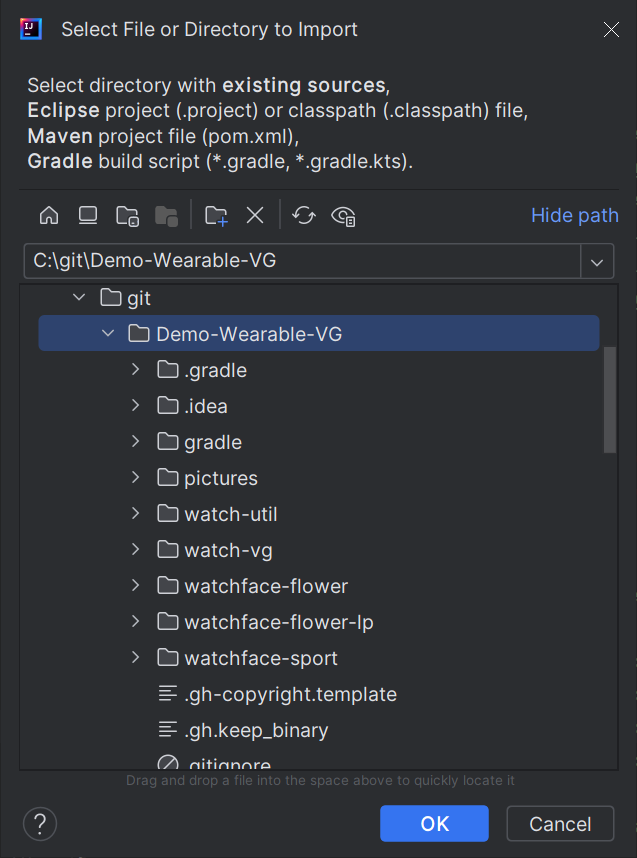 Select File or Directory to Import
Select directory with existing sources,
Eclipse project (.project) or classpath (.classpath) file,
Maven project file (pom.xml),
Gradle build script (*.gradle, *.gradle.kts).
Hide path
C:\git\Demo-Wearable-VG
git
Demo-Wearable-VG
.gradle
.idea
gradle
pictures
watch-util
watch-vg
watchface-flower
watchface-flower-lp
watchface-sport
.gh-copyright.template
.gh.keep_binary
.gitignore
Drag and drop a file into the space above to quickly locate it
?
OK
Cancel